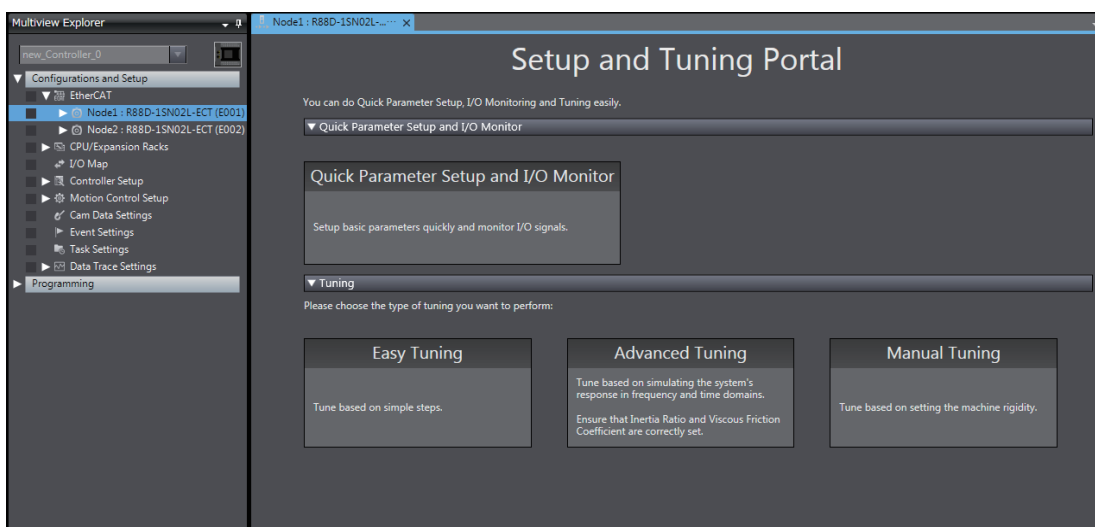 Multiview Explorer
new_Controller_0
Configurations and Setup
EtherCAT
Node1 : R88D-1SN02L-ECT (E001)
Node2 : R88D-1SN02L-ECT (E002)
CPU/Expansion Racks
I/O Map
Controller Setup
Motion Control Setup
Cam Data Settings
Event Settings
Task Settings
Data Trace Settings
Programming
Node1 : R88D-1SN02L-...
Setup and Tuning Portal
You can do Quick Parameter Setup, I/O Monitoring and Tuning easily.
Quick Parameter Setup and I/O Monitor
Quick Parameter Setup and I/O Monitor
Setup basic parameters quickly and monitor I/O signals.
Tuning
Please choose the type of tuning you want to perform:
Easy Tuning
Tune based on simple steps.
Advanced Tuning
Tune based on simulating the system's
response in frequency and time domains.
Ensure that Inertia Ratio and Viscous Friction
Coefficient are correctly set.
Manual Tuning
Tune based on setting the machine rigidity.